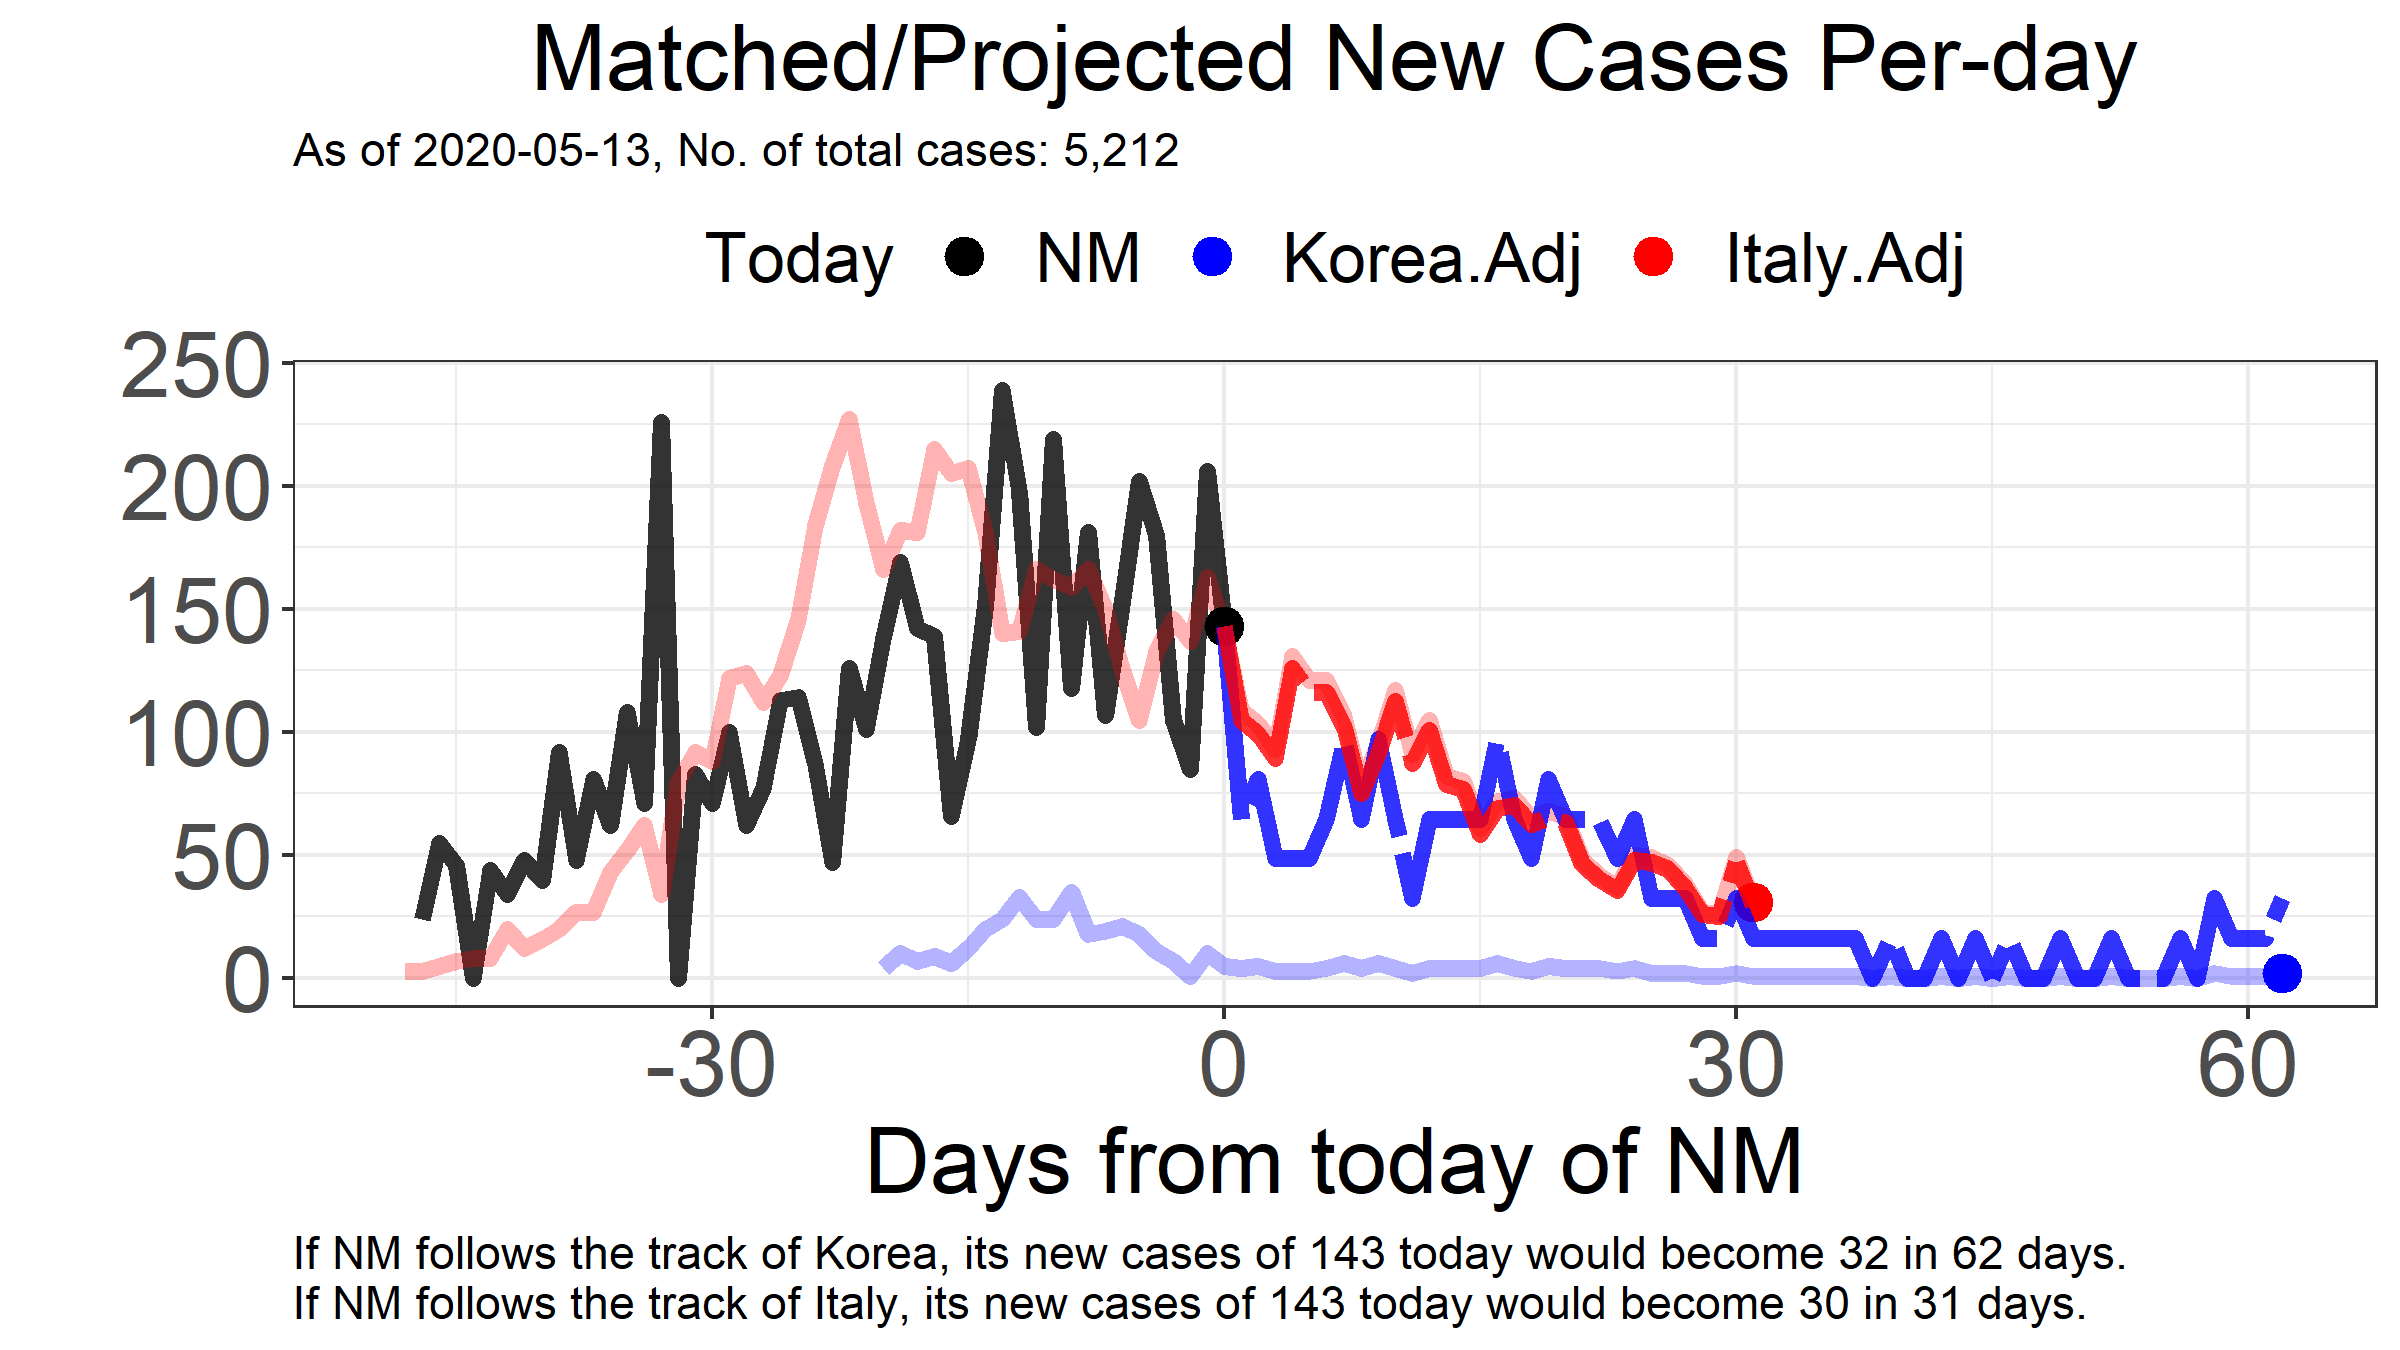 Matched/Projected New Cases Per-day
As of 2020-05-13, No. of total cases: 5,212
Today NM Korea.Adj Italy.Adj
250
200
150
100
50
0
-30 0 30 60
Days from today of NM
If NM follows the track of Korea, its new cases of 143 today would become 32 in 62 days.
If NM follows the track of Italy, its new cases of 143 today would become 30 in 31 days.